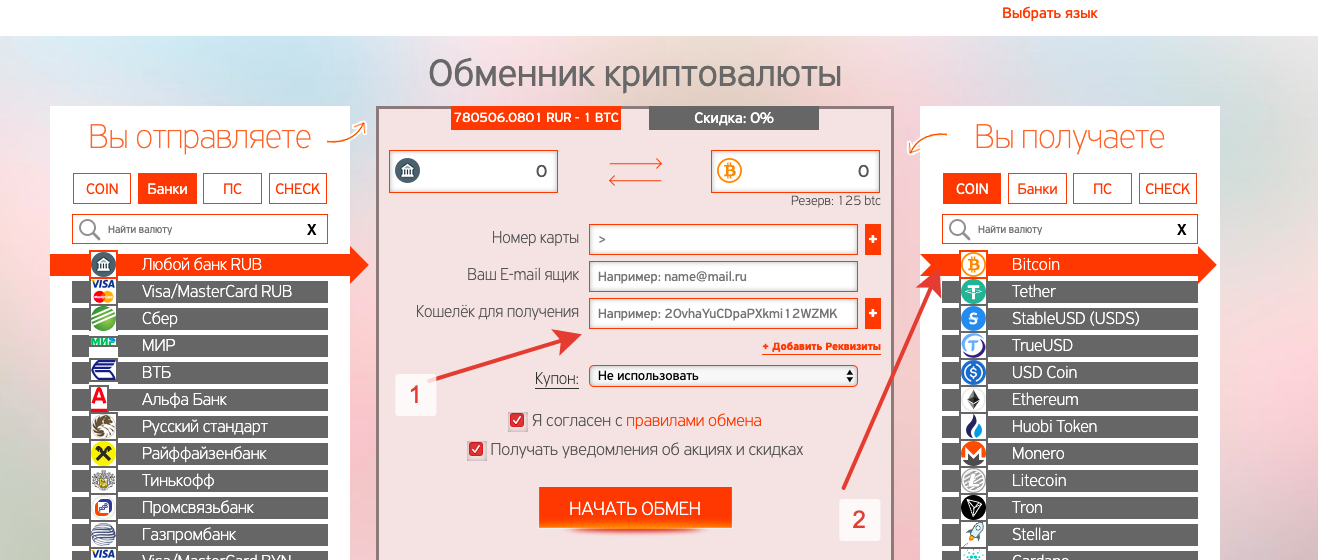 Выбрать язык
Обменник криптовалюты
Вы отправляете
COIN Банки ПС CHECK
Найти валюту X
Любой банк RUB
VISA
Visa/MasterCard RUB
Сбер
МИР
МИР
ВТБ
А
Альфа Банк
Русский стандарт
Райффайзенбанк
Тинькофф
Промсвязьбанк
Газпромбанк
VISA
Visa/MasterCard BYN
780506.0801 RUR - 1 BTC
Скидка: 0%
0
0
Резерв: 125 btc
Номер карты > +
Ваш E-mail ящик Например: name@mail.ru
Кошелёк для получения Например: 2OvhaYuCDpaPXkmi12WZMK +
+ Добавить Реквизиты
1
Купон: Не использовать
Я согласен с правилами обмена
Получать уведомления об акциях и скидках
НАЧАТЬ ОБМЕН
2
Вы получаете
COIN Банки ПС CHECK
Найти валюту X
Bitcoin
Tether
StableUSD (USDS)
TrueUSD
USD Coin
Ethereum
Huobi Token
Monero
Litecoin
Tron
Stellar
Cardano